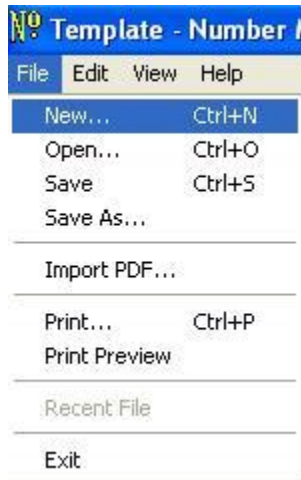 Nº Template - Number
File Edit View Help
New... Ctrl+N
Open... Ctrl+O
Save Ctrl+S
Save As...
Import PDF...
Print... Ctrl+P
Print Preview
Recent File
Exit